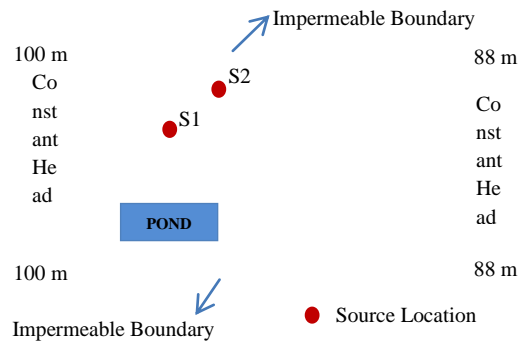 Impermeable Boundary
100 m
88 m
Co
nst
ant
He
ad
S2
S1
Co
nst
ant
He
ad
POND
100 m
88 m
Source Location
Impermeable Boundary